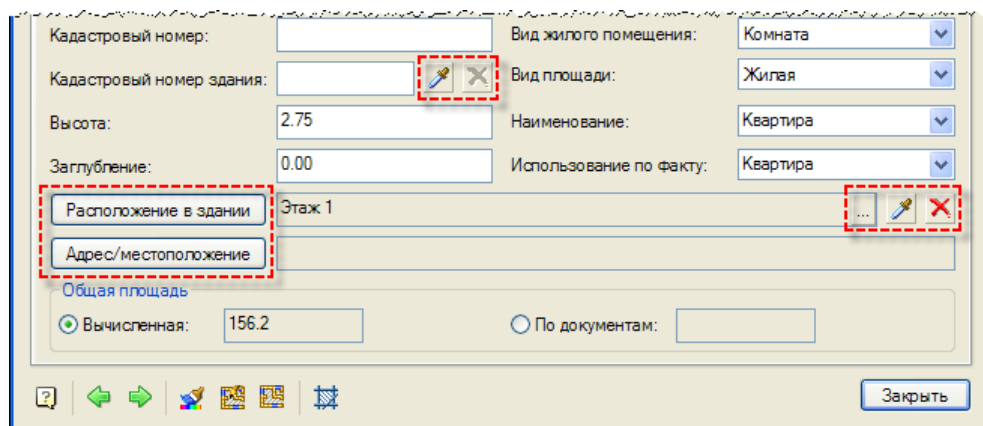 Кадастровый номер: Вид жилого помещения: Комната
Кадастровый номер здания: Вид площади: Жилая
Высота: 2.75 Наименование: Квартира
Заглубление: 0.00 Использование по факту: Квартира
Расположение в здании Этаж 1 ...
Адрес/местоположение
Общая площадь
Вычисленная: 156.2 По документам:
? Закрыть